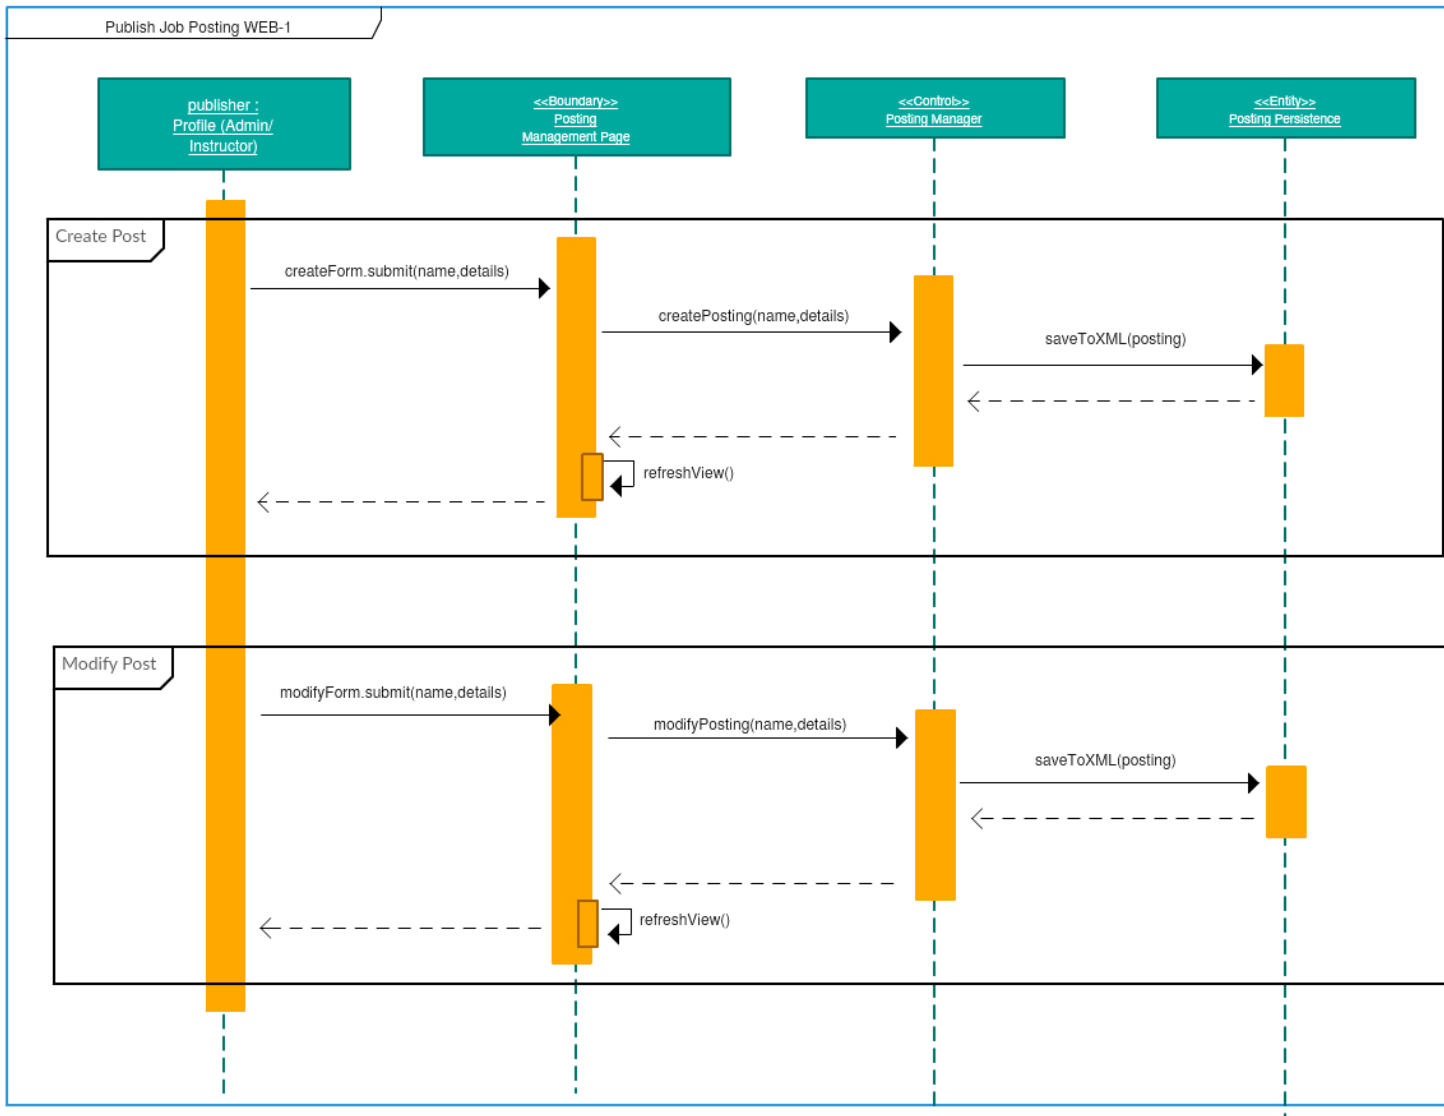 Publish Job Posting WEB-1
publisher :
Profile (Admin/
Instructor)
<<Boundary>>
Posting
Management Page
<<Control>>
Posting Manager
<<Entity>>
Posting Persistence
Create Post
createForm.submit(name,details)
createPosting(name,details)
saveToXML(posting)
refreshView()
Modify Post
modifyForm.submit(name,details)
modifyPosting(name,details)
saveToXML(posting)
refreshView()